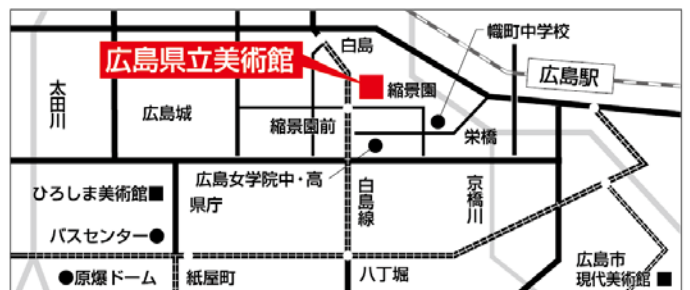 白島
幟町中学校
広島県立美術館
広島駅
太田川
縮景園
広島城
縮景園前
栄橋
広島女学院中・高
県庁
ひろしま美術館
白島線
京橋川
バスセンター
広島市
現代美術館
原爆ドーム
紙屋町
八丁堀